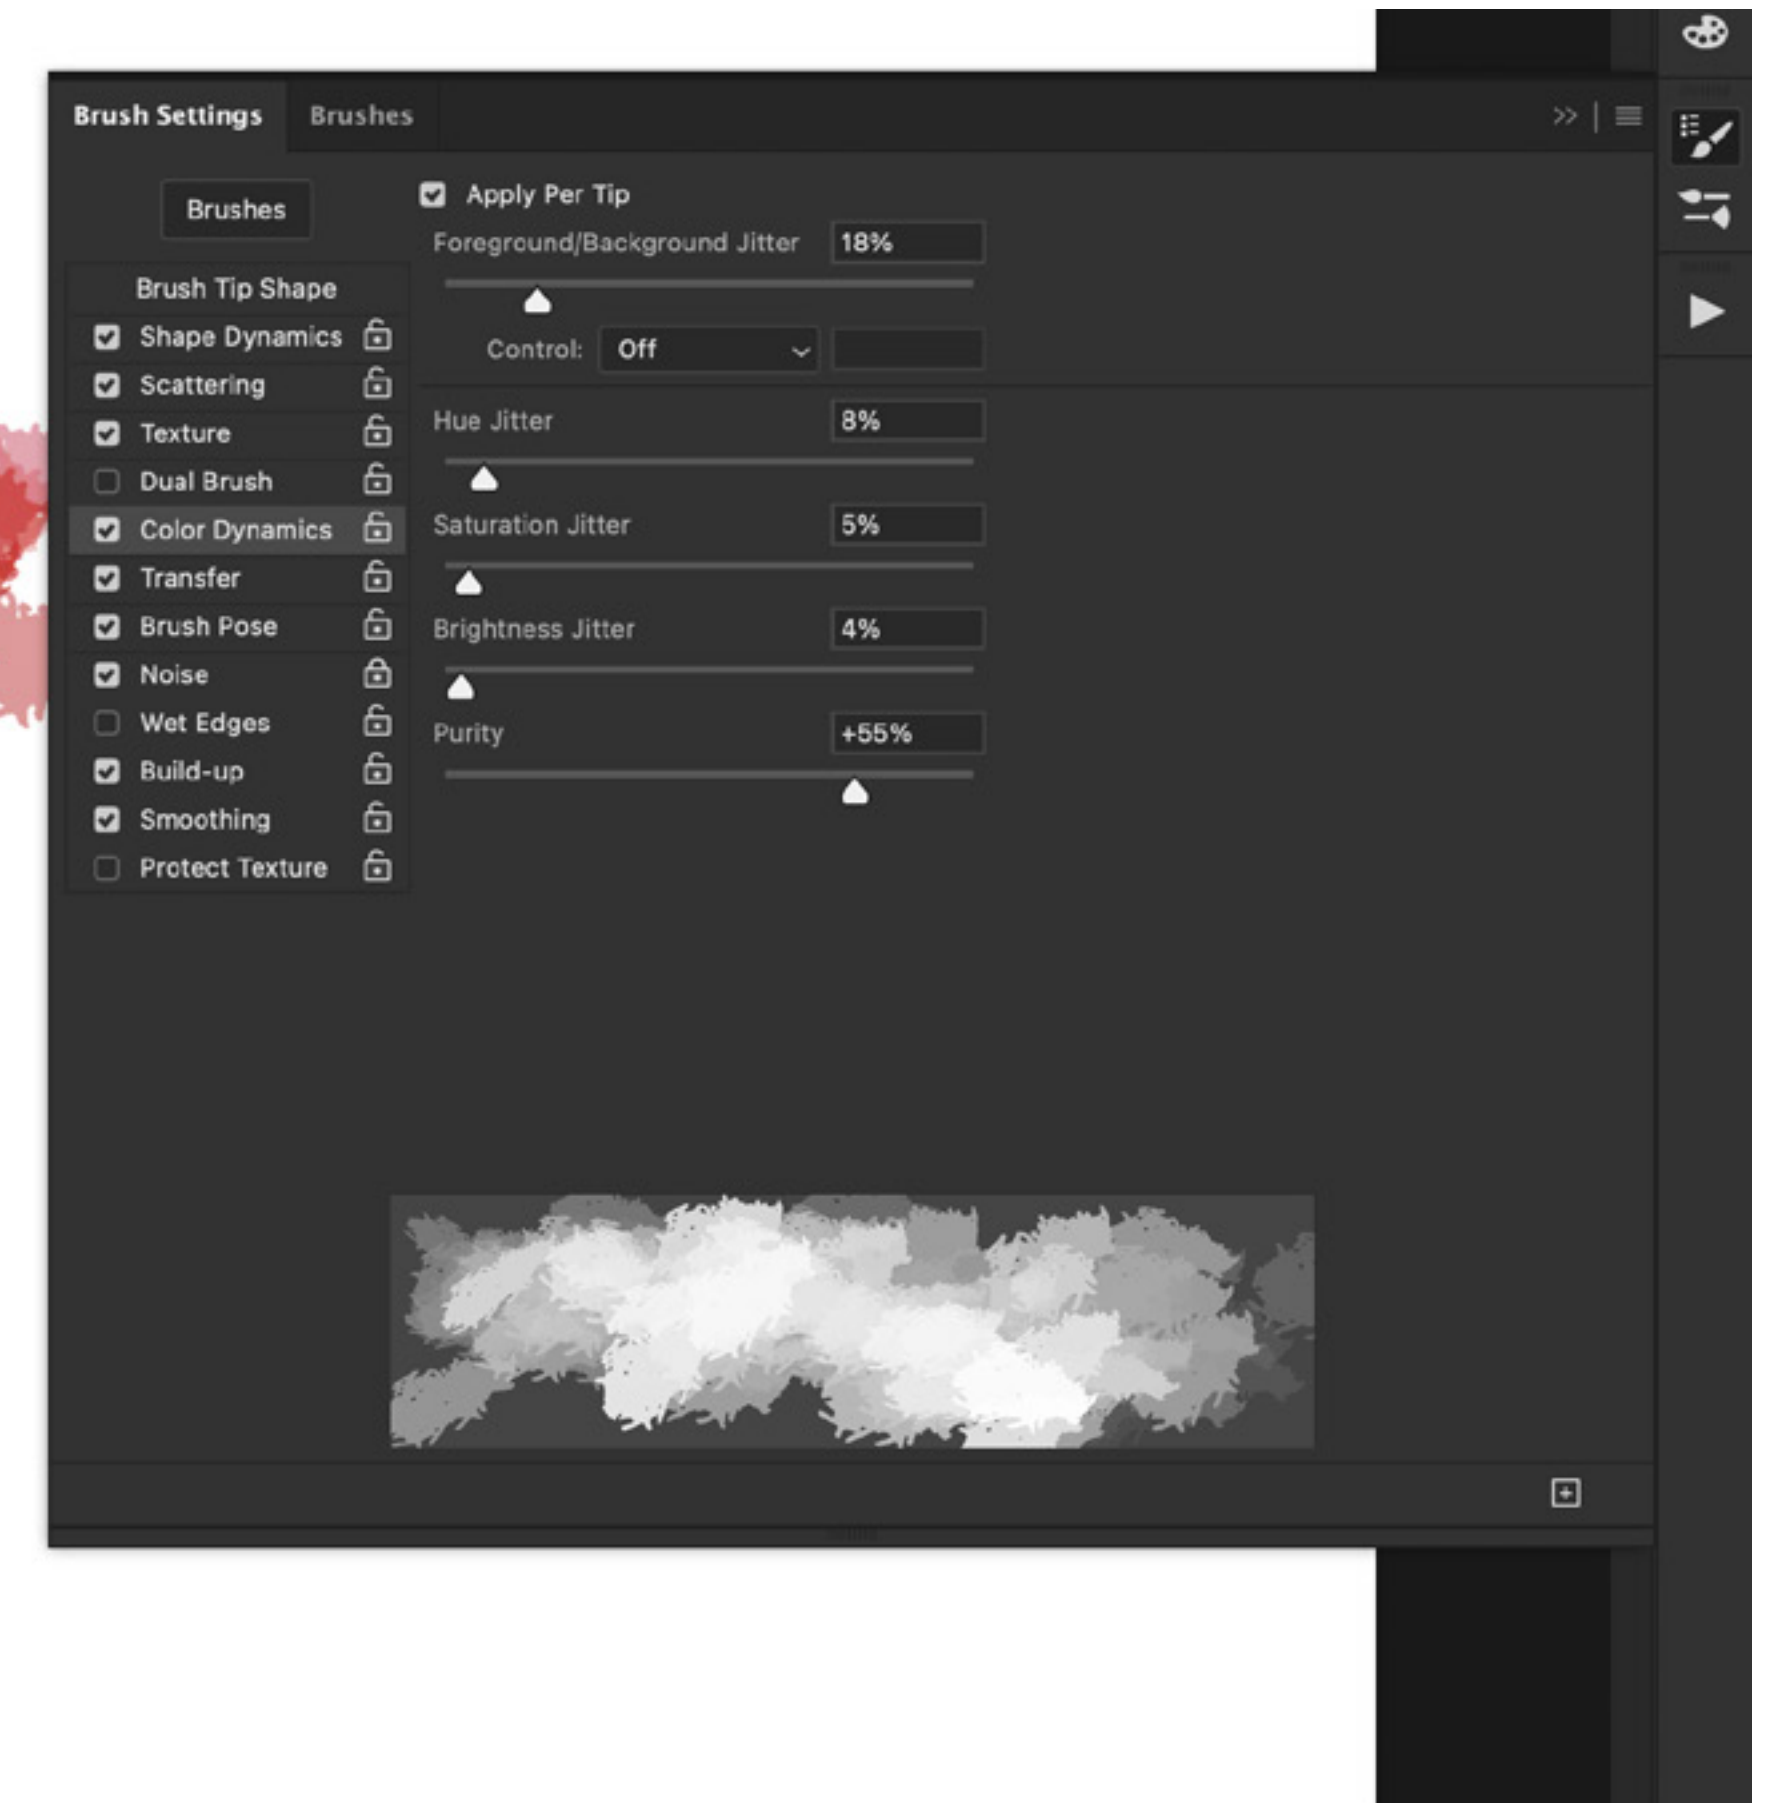 Brush Settings
Brushes
Brushes
Brush Tip Shape
Shape Dynamics
Scattering
Texture
Dual Brush
Color Dynamics
Transfer
Brush Pose
Noise
Wet Edges
Build-up
Smoothing
Protect Texture
Apply Per Tip
Foreground/Background Jitter 18%
Control: Off
Hue Jitter 8%
Saturation Jitter 5%
Brightness Jitter 4%
Purity +55%